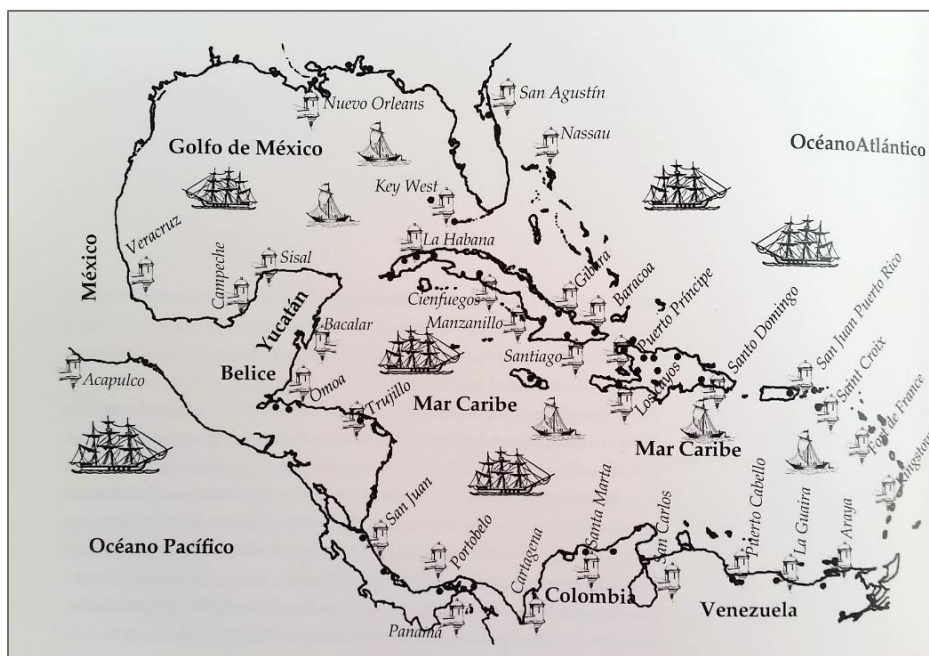 Nuevo Orleans
San Agustín
Nassau
Golfo de México
OcéanoAtlántico
Key West
Veracruz
La Habana
México
Campeche
Sisal
Gibara
Baracoa
Cienfuegos
Yucatán
Bacalar
Manzanillo
Puerto Príncipe
Santo Domingo
San Juan Puerto Rico
Santiago
Acapulco
Belice
Omoa
Saint Croix
Trujillo
Mar Caribe
Los Cayos
Mar Caribe
Fort de France
Kingstown
San Juan
Portobelo
Cartagena
Santa Marta
San Carlos
Puerto Cabello
La Guaira
Araya
Océano Pacífico
Colombia
Venezuela
Panamá